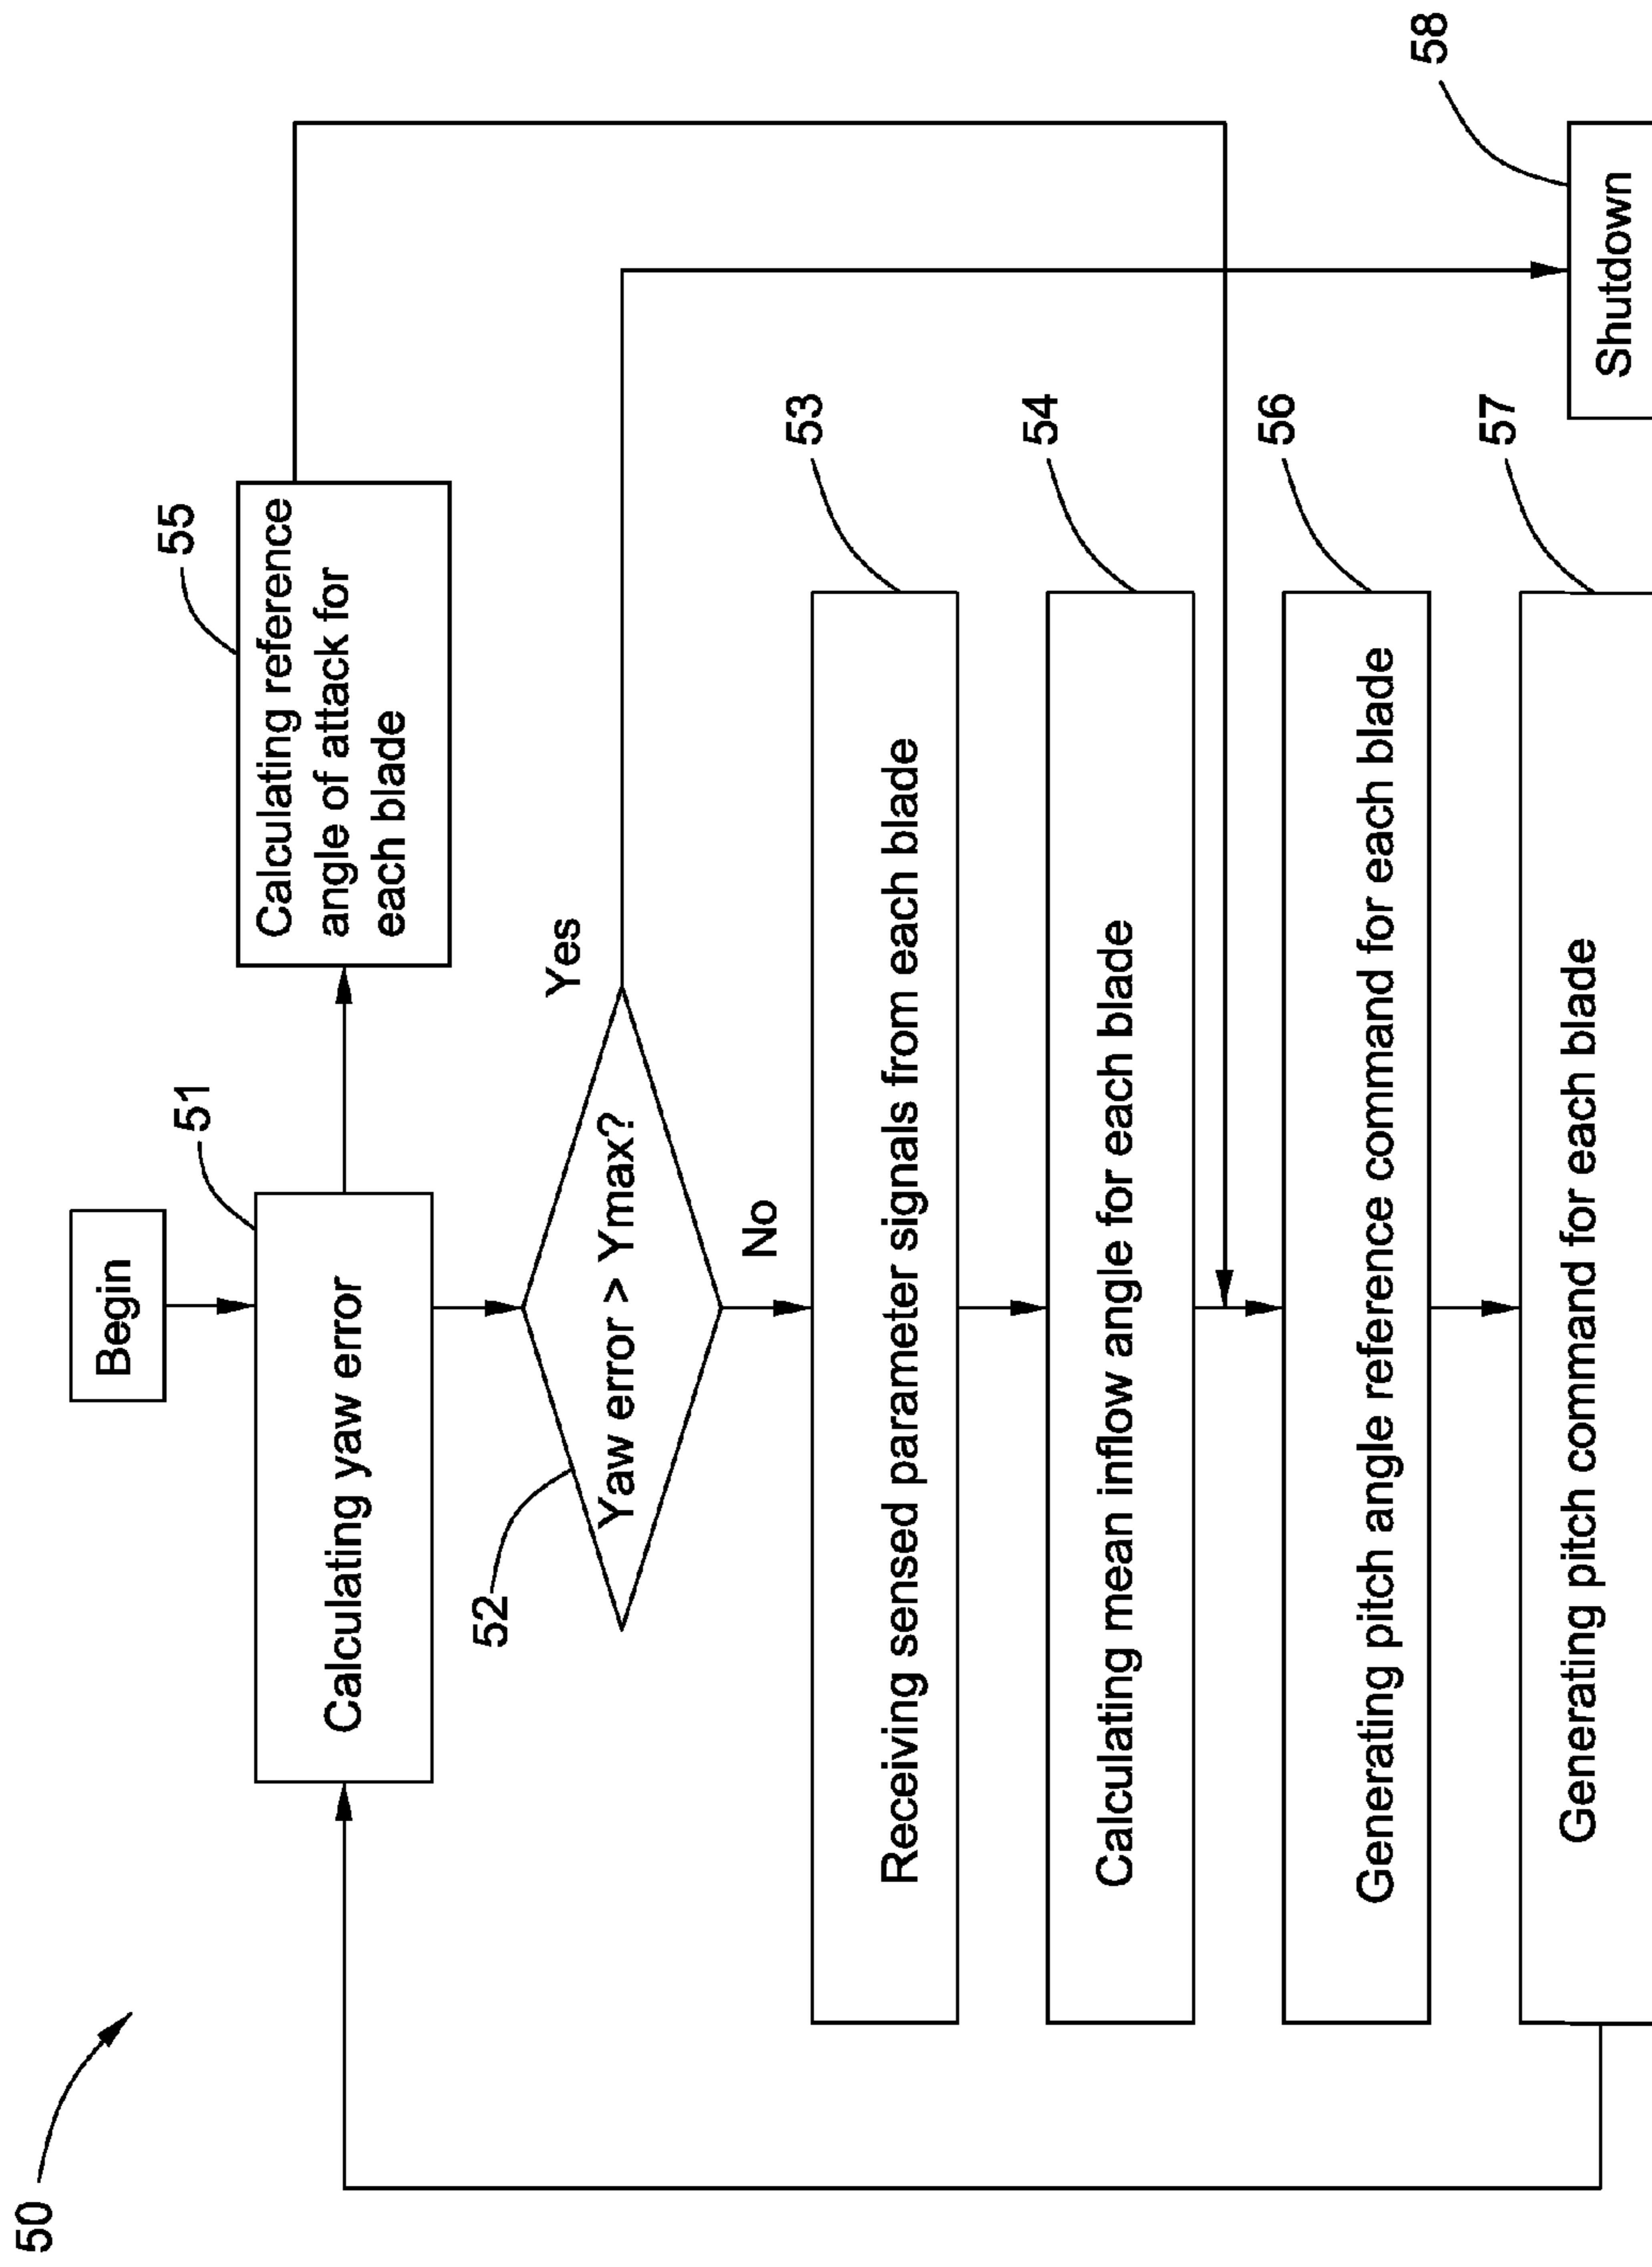 50
Begin
51
Calculating yaw error
55
Calculating reference
angle of attack for
each blade
52
Yaw error > Ymax?
Yes
No
53
Receiving sensed parameter signals from each blade
54
Calculating mean inflow angle for each blade
56
Generating pitch angle reference command for each blade
57
Generating pitch command for each blade
58
Shutdown